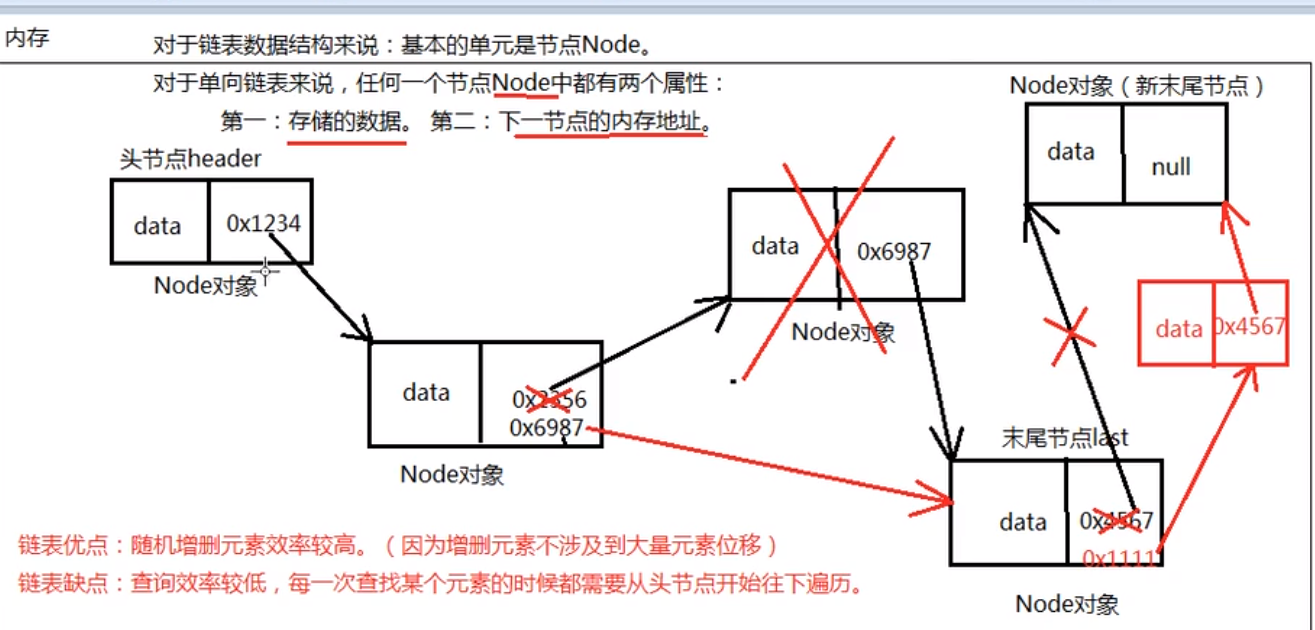 内存
对于链表数据结构来说：基本的单元是节点Node。
对于单向链表来说，任何一个节点Node中都有两个属性：
第一：存储的数据。 第二：下一节点的内存地址。
Node对象（新末尾节点）
data
null
头节点header
data
0x1234
Node对象
data
0x6987
Node对象
data
0x4567
data
0x2356
0x6987
Node对象
末尾节点last
data
0x4567
0x1111
Node对象
链表优点：随机增删元素效率较高。（因为增删元素不涉及到大量元素位移）
链表缺点：查询效率较低，每一次查找某个元素的时候都需要从头节点开始往下遍历。